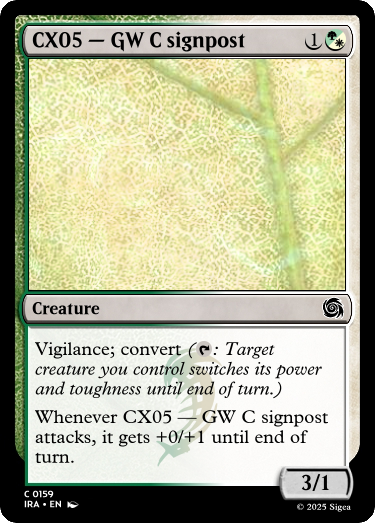 CX05 — GW C signpost 1
Creature
Vigilance; convert ( : Target
creature you control switches its power
and toughness until end of turn.)
Whenever CX05 — GW C signpost
attacks, it gets +0/+1 until end of
turn.
3/1
C 0159
IRA • EN
© 2025 Sigea